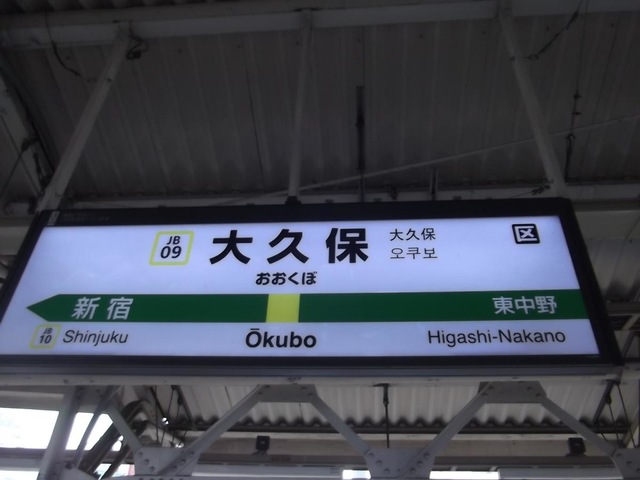 JB
09
大久保
大久保
오쿠보
区
おおくぼ
新宿
東中野
JB
10
Shinjuku
Ōkubo
Higashi-Nakano